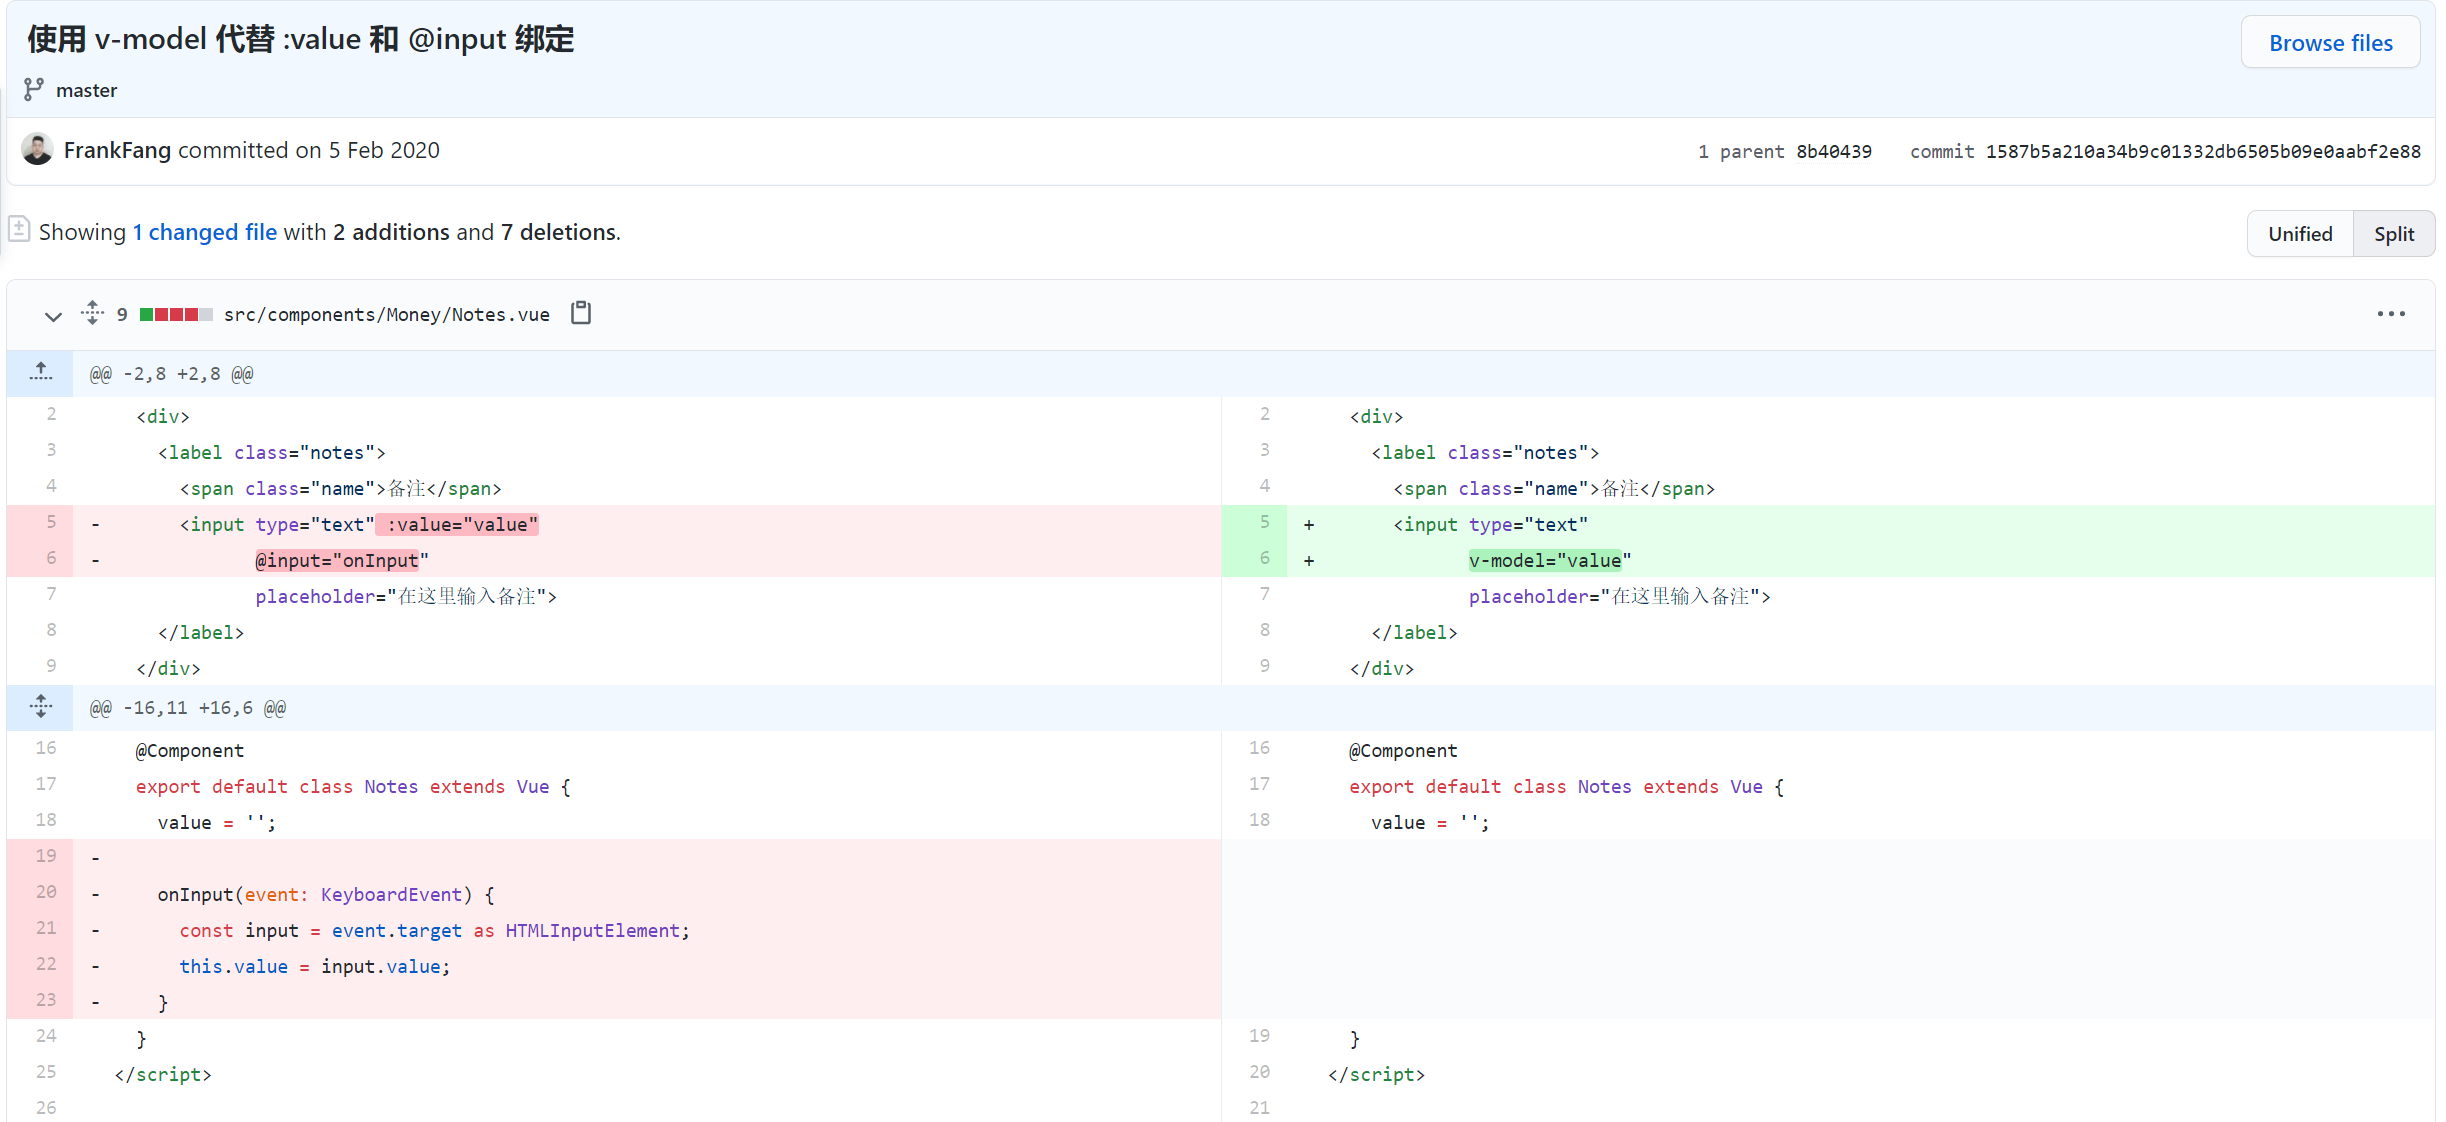 使用 v-model 代替 :value 和 @input 绑定
Browse files
master
FrankFang committed on 5 Feb 2020
1 parent 8b40439 commit 1587b5a210a34b9c01332db6505b09e0aabf2e88
Showing 1 changed file with 2 additions and 7 deletions.
Unified Split
9 src/components/Money/Notes.vue
@@ -2,8 +2,8 @@
2 <div> 2 <div>
3 <label class="notes"> 3 <label class="notes">
4 <span class="name">备注</span> 4 <span class="name">备注</span>
5 - <input type="text" :value="value" 5 + <input type="text"
6 - @input="onInput" 6 + v-model="value"
7 placeholder="在这里输入备注"> 7 placeholder="在这里输入备注">
8 </label> 8 </label>
9 </div> 9 </div>
@@ -16,11 +16,6 @@
16 @Component 16 @Component
17 export default class Notes extends Vue { 17 export default class Notes extends Vue {
18 value = ''; 18 value = '';
19 -
20 - onInput(event: KeyboardEvent) {
21 - const input = event.target as HTMLInputElement;
22 - this.value = input.value;
23 - }
24 } 19 }
25 </script> 20 </script>
26 21